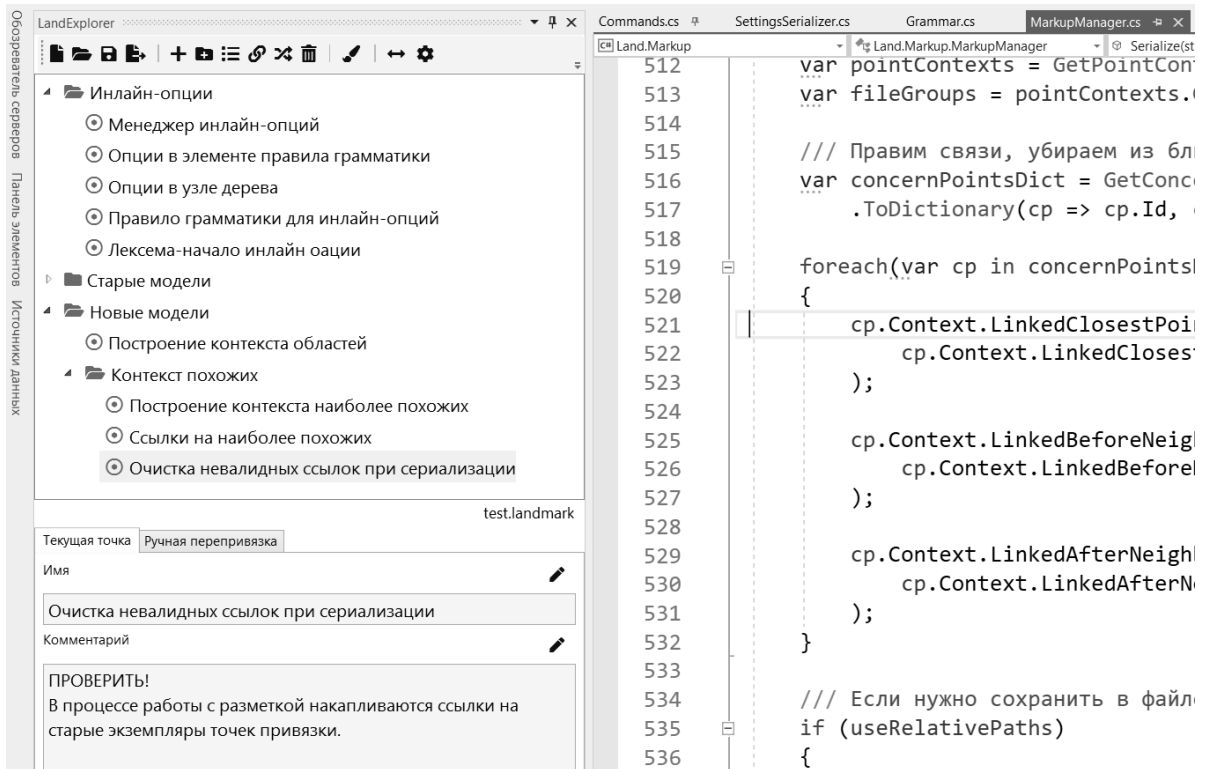 Обозреватель серверов
Панель элементов
Источники данных
LandExplorer
Инлайн-опции
Менеджер инлайн-опций
Опции в элементе правила грамматики
Опции в узле дерева
Правило грамматики для инлайн-опций
Лексема-начало инлайн оации
Старые модели
Новые модели
Построение контекста областей
Контекст похожих
Построение контекста наиболее похожих
Ссылки на наиболее похожих
Очистка невалидных ссылок при сериализации
test.landmark
Текущая точка Ручная перепривязка
Имя
Очистка невалидных ссылок при сериализации
Комментарий
ПРОВЕРИТЬ!
В процессе работы с разметкой накапливаются ссылки на
старые экземпляры точек привязки.
Commands.cs SettingsSerializer.cs Grammar.cs MarkupManager.cs
C# Land.Markup Land.Markup.MarkupManager Serialize(st
512 var pointContexts = GetPointCon
513 var fileGroups = pointContexts.
514
515 /// Правим связи, убираем из бл
516 var concernPointsDict = GetConc
517 .ToDictionary(cp => cp.Id,
518
519 foreach(var cp in concernPoints
520 {
521 cp.Context.LinkedClosestPoi
522 cp.Context.LinkedClosest
523 );
524
525 cp.Context.LinkedBeforeNeig
526 cp.Context.LinkedBefore
527 );
528
529 cp.Context.LinkedAfterNeigh
530 cp.Context.LinkedAfterN
531 );
532 }
533
534 /// Если нужно сохранить в файл
535 if (useRelativePaths)
536 {